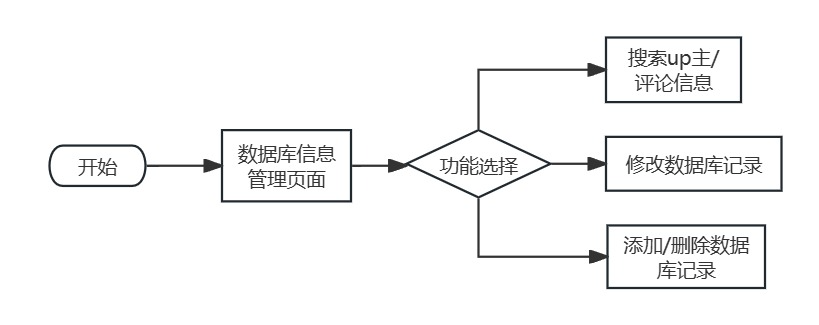 开始
数据库信息
管理页面
功能选择
搜索up主/
评论信息
修改数据库记录
添加/删除数据
库记录